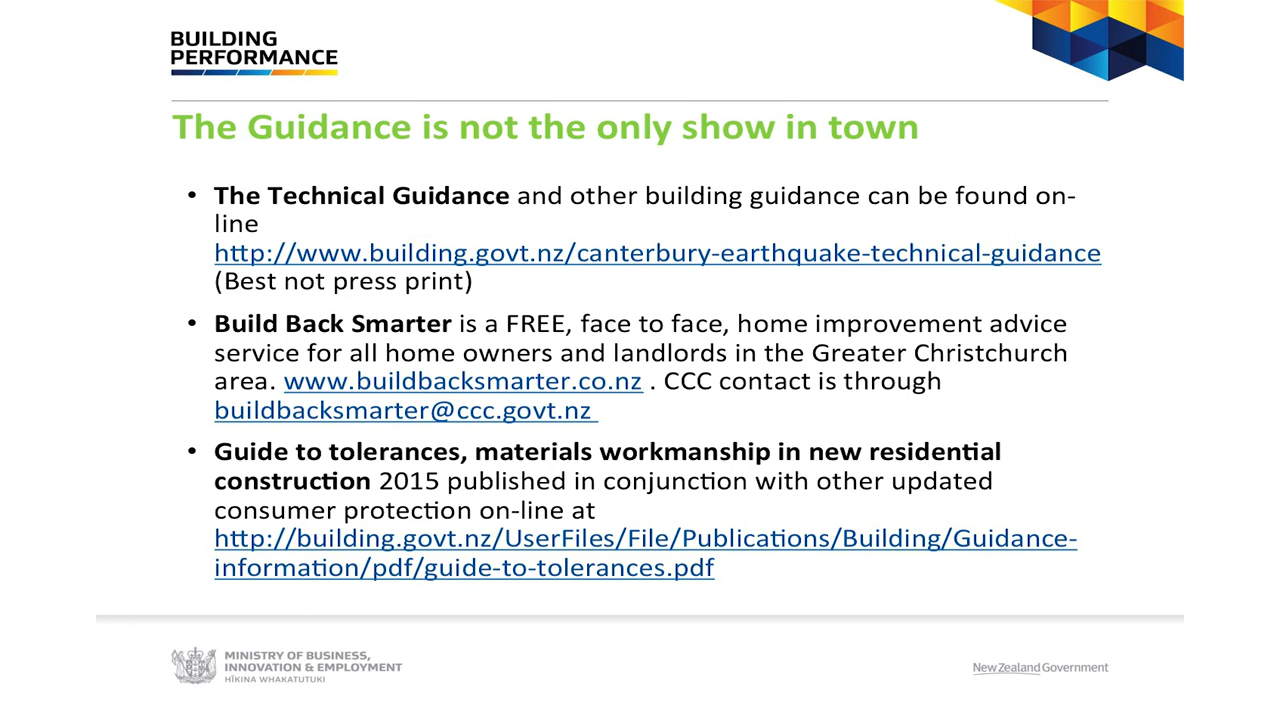 BUILDING
PERFORMANCE
The Guidance is not the only show in town
• The Technical Guidance and other building guidance can be found on-
line
http://www.building.govt.nz/canterbury-earthquake-technical-guidance
(Best not press print)
• Build Back Smarter is a FREE, face to face, home improvement advice
service for all home owners and landlords in the Greater Christchurch
area. www.buildbacksmarter.co.nz . CCC contact is through
buildbacksmarter@ccc.govt.nz
• Guide to tolerances, materials workmanship in new residential
construction 2015 published in conjunction with other updated
consumer protection on-line at
http://building.govt.nz/UserFiles/File/Publications/Building/Guidance-
information/pdf/guide-to-tolerances.pdf
MINISTRY OF BUSINESS,
INNOVATION & EMPLOYMENT
HĪKINA WHAKATUTUKI
New Zealand Government